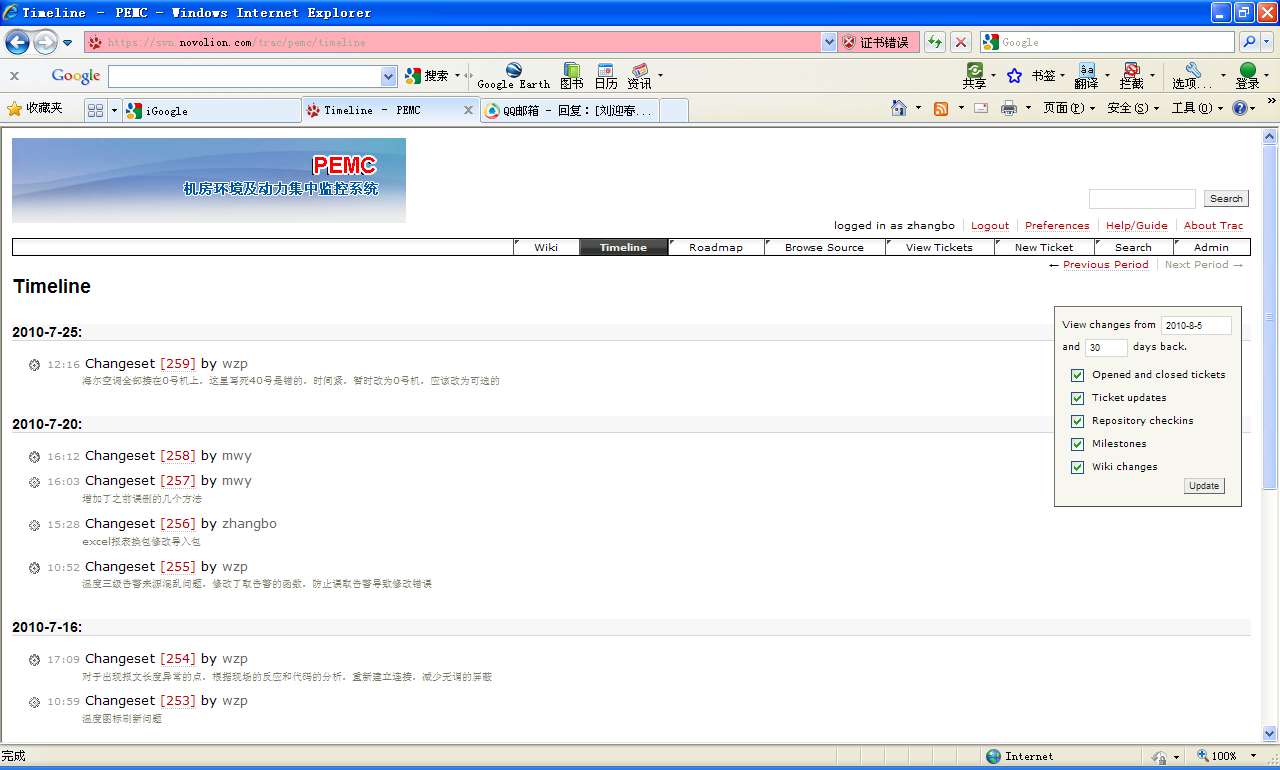 Timeline - PEMC - Windows Internet Explorer
https://svn.novolion.com/trac/pemc/timeline
证书错误
Google
Google 搜索 Google Earth 图书 日历 资讯 共享 书签 翻译 拦截 选项... 登录
收藏夹 iGoogle Timeline - PEMC QQ邮箱 - 回复：[刘迎春... 页面(P) 安全(S) 工具(O)
PEMC
机房环境及动力集中监控系统
Search
logged in as zhangbo Logout Preferences Help/Guide About Trac
Wiki Timeline Roadmap Browse Source View Tickets New Ticket Search Admin
← Previous Period Next Period →
Timeline
View changes from 2010-8-5
and 30 days back.
Opened and closed tickets
Ticket updates
Repository checkins
Milestones
Wiki changes
Update
2010-7-25:
12:16 Changeset [259] by wzp
海尔空调全部接在0号机上，这里写死40号是错的，时间紧，暂时改为0号机，应该改为可选的
2010-7-20:
16:12 Changeset [258] by mwy
16:03 Changeset [257] by mwy
增加了之前误删的几个方法
15:28 Changeset [256] by zhangbo
excel报表换包修改导入包
10:52 Changeset [255] by wzp
温度三级告警来源混乱问题，修改了取告警的函数，防止误取告警导致修改错误
2010-7-16:
17:09 Changeset [254] by wzp
对于出现报文长度异常的点，根据现场的反应和代码的分析，重新建立连接，减少无谓的屏蔽
10:59 Changeset [253] by wzp
温度图标刷新问题
完成 Internet 100%